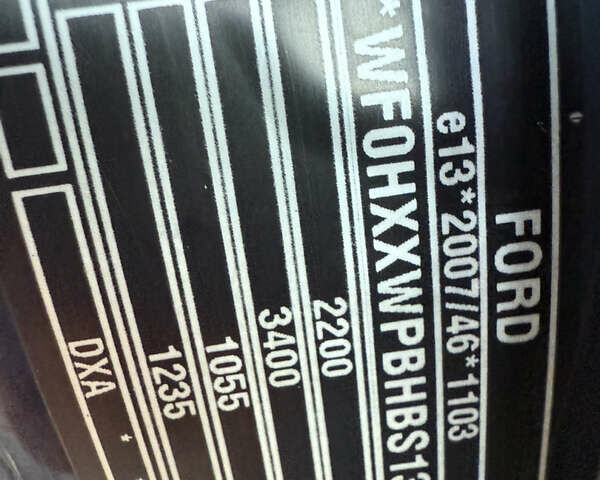 FORD
e13*2007/46*1103
*WF0HXXWPBHBS13
2200
3400
1055
1235
DXA *